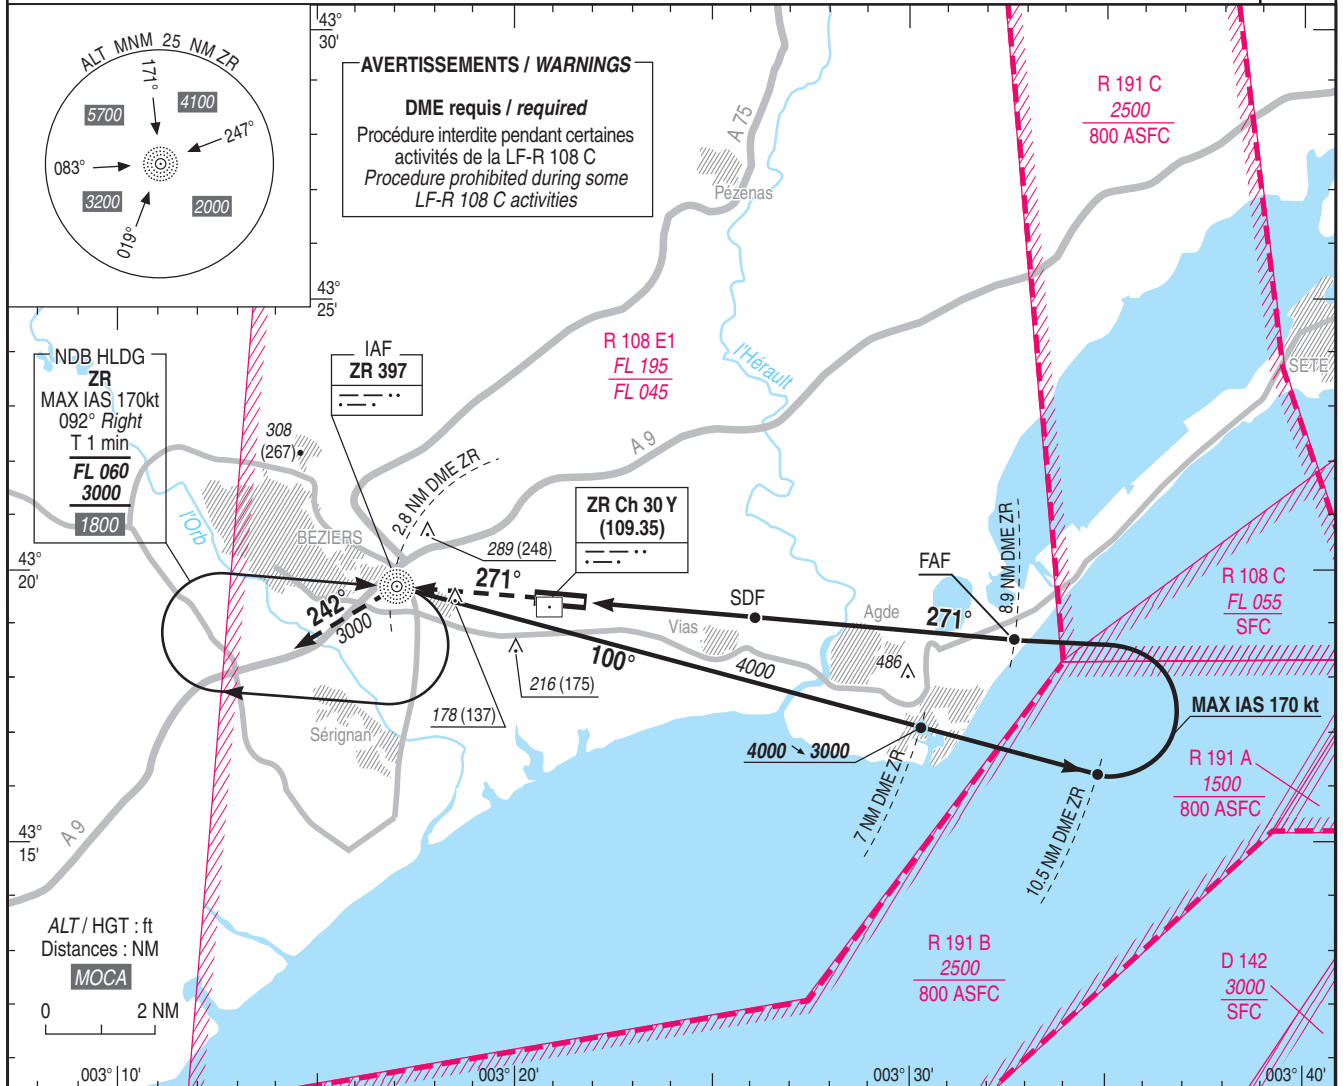 ALT MNM 25 NM ZR
171°
5700
4100
247°
083°
3200
2000
019°
43°
30'
AVERTISSEMENTS / WARNINGS
DME requis / required
Procédure interdite pendant certaines
activités de la LF-R 108 C
Procedure prohibited during some
LF-R 108 C activities
A 75
Pézenas
R 191 C
2500
800 ASFC
43°
25'
NDB HLDG
ZR
MAX IAS 170kt
092° Right
T 1 min
FL 060
3000
1800
IAF
ZR 397
R 108 E1
FL 195
FL 045
l'Hérault
SETE
308
(267)
A 9
2.8 NM DME ZR
l'Orb
BEZIERS
289 (248)
ZR Ch 30 Y
(109.35)
43°
20'
271°
SDF
FAF
8.9 NM DME ZR
R 108 C
FL 055
SFC
242°
3000
Vias
Agde
271°
100°
4000
486
216 (175)
178 (137)
Sérignan
4000 ➘ 3000
MAX IAS 170 kt
7 NM DME ZR
10.5 NM DME ZR
R 191 A
1500
800 ASFC
A 9
43°
15'
ALT / HGT : ft
Distances : NM
MOCA
0 2 NM
R 191 B
2500
800 ASFC
D 142
3000
SFC
003° 10'
003° 20'
003° 30'
003° 40'